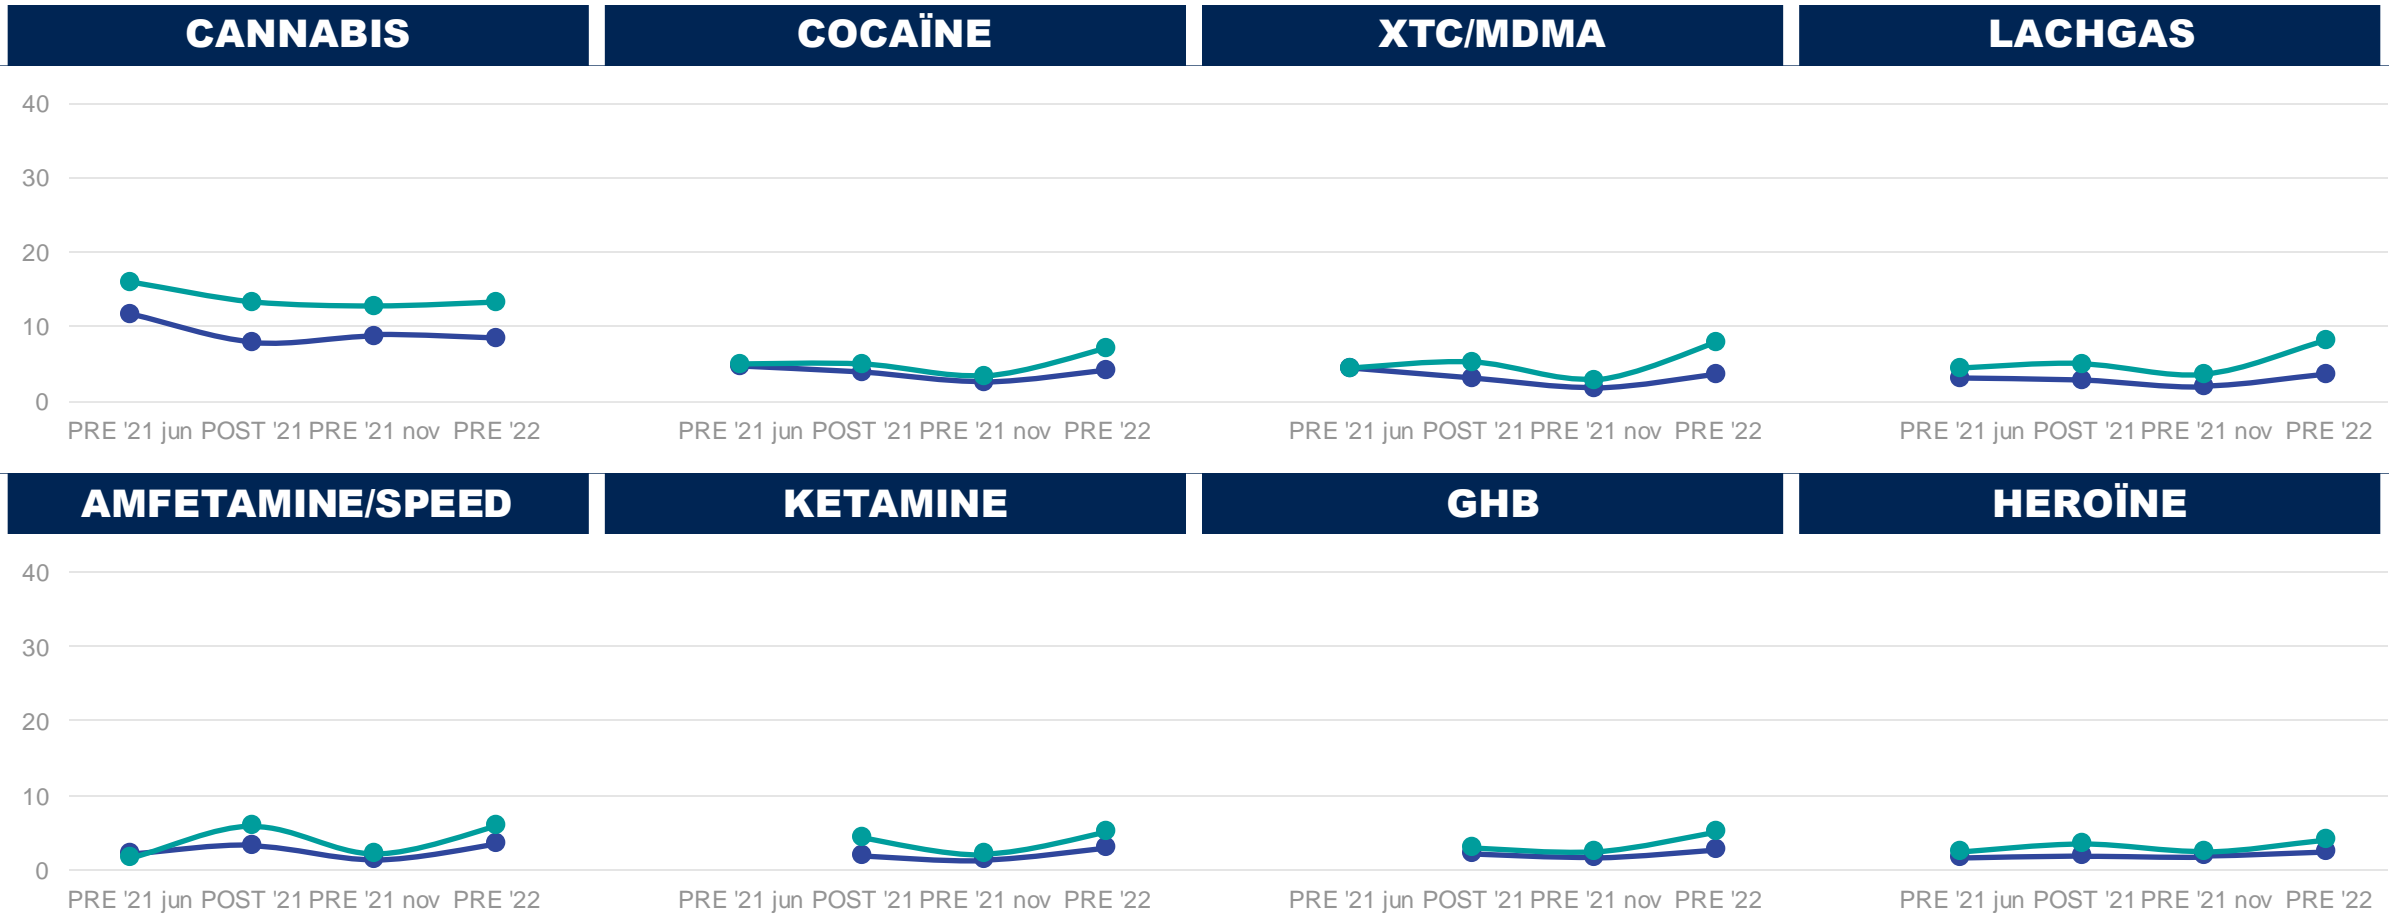 CANNABIS COCAÏNE XTC/MDMA LACHGAS
40
30
20
10
0
PRE '21 jun POST '21 PRE '21 nov PRE '22 PRE '21 jun POST '21 PRE '21 nov PRE '22 PRE '21 jun POST '21 PRE '21 nov PRE '22 PRE '21 jun POST '21 PRE '21 nov PRE '22
AMFETAMINE/SPEED KETAMINE GHB HEROÏNE
40
30
20
10
0
PRE '21 jun POST '21 PRE '21 nov PRE '22 PRE '21 jun POST '21 PRE '21 nov PRE '22 PRE '21 jun POST '21 PRE '21 nov PRE '22 PRE '21 jun POST '21 PRE '21 nov PRE '22